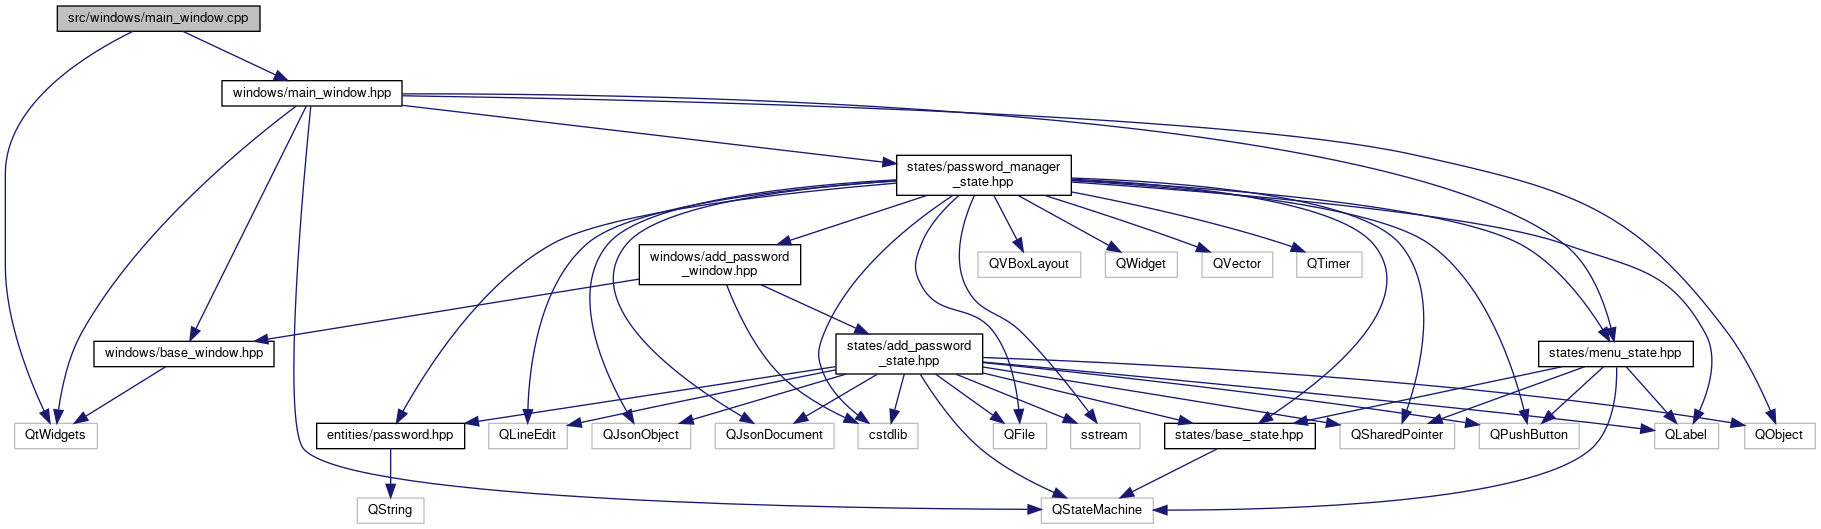 src/windows/main_window.cpp
windows/main_window.hpp
states/password_manager
_state.hpp
windows/add_password
_window.hpp
QVBoxLayout
QWidget
QVector
QTimer
windows/base_window.hpp
states/add_password
_state.hpp
states/menu_state.hpp
QtWidgets
entities/password.hpp
QLineEdit
QJsonObject
QJsonDocument
cstdlib
QFile
sstream
states/base_state.hpp
QSharedPointer
QPushButton
QLabel
QObject
QString
QStateMachine